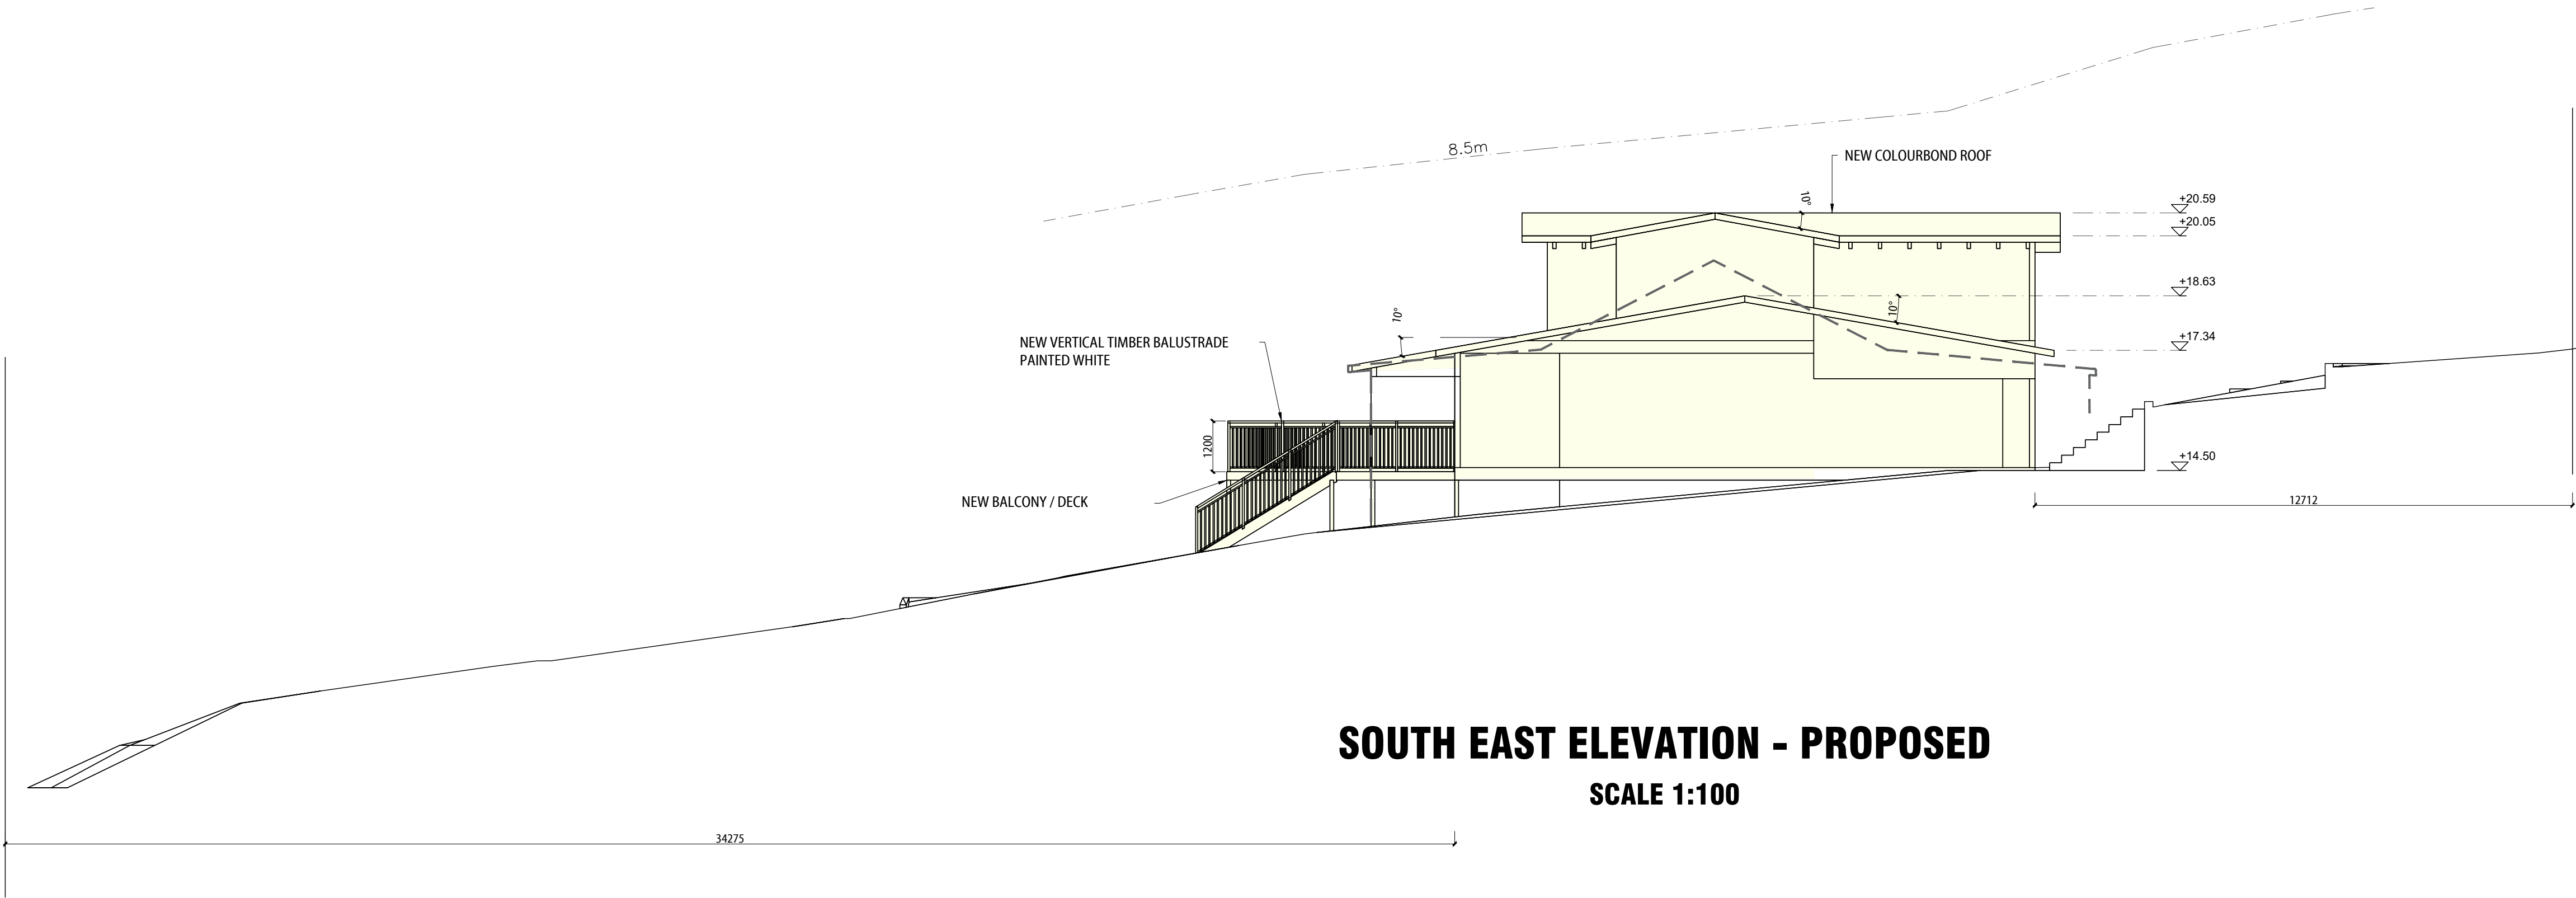 8.5m
NEW COLOURBOND ROOF
10°
+20.59
+20.05
+18.63
10°
10°
+17.34
NEW VERTICAL TIMBER BALUSTRADE
PAINTED WHITE
1200
+14.50
NEW BALCONY / DECK
12712
SOUTH EAST ELEVATION - PROPOSED
SCALE 1:100
34275